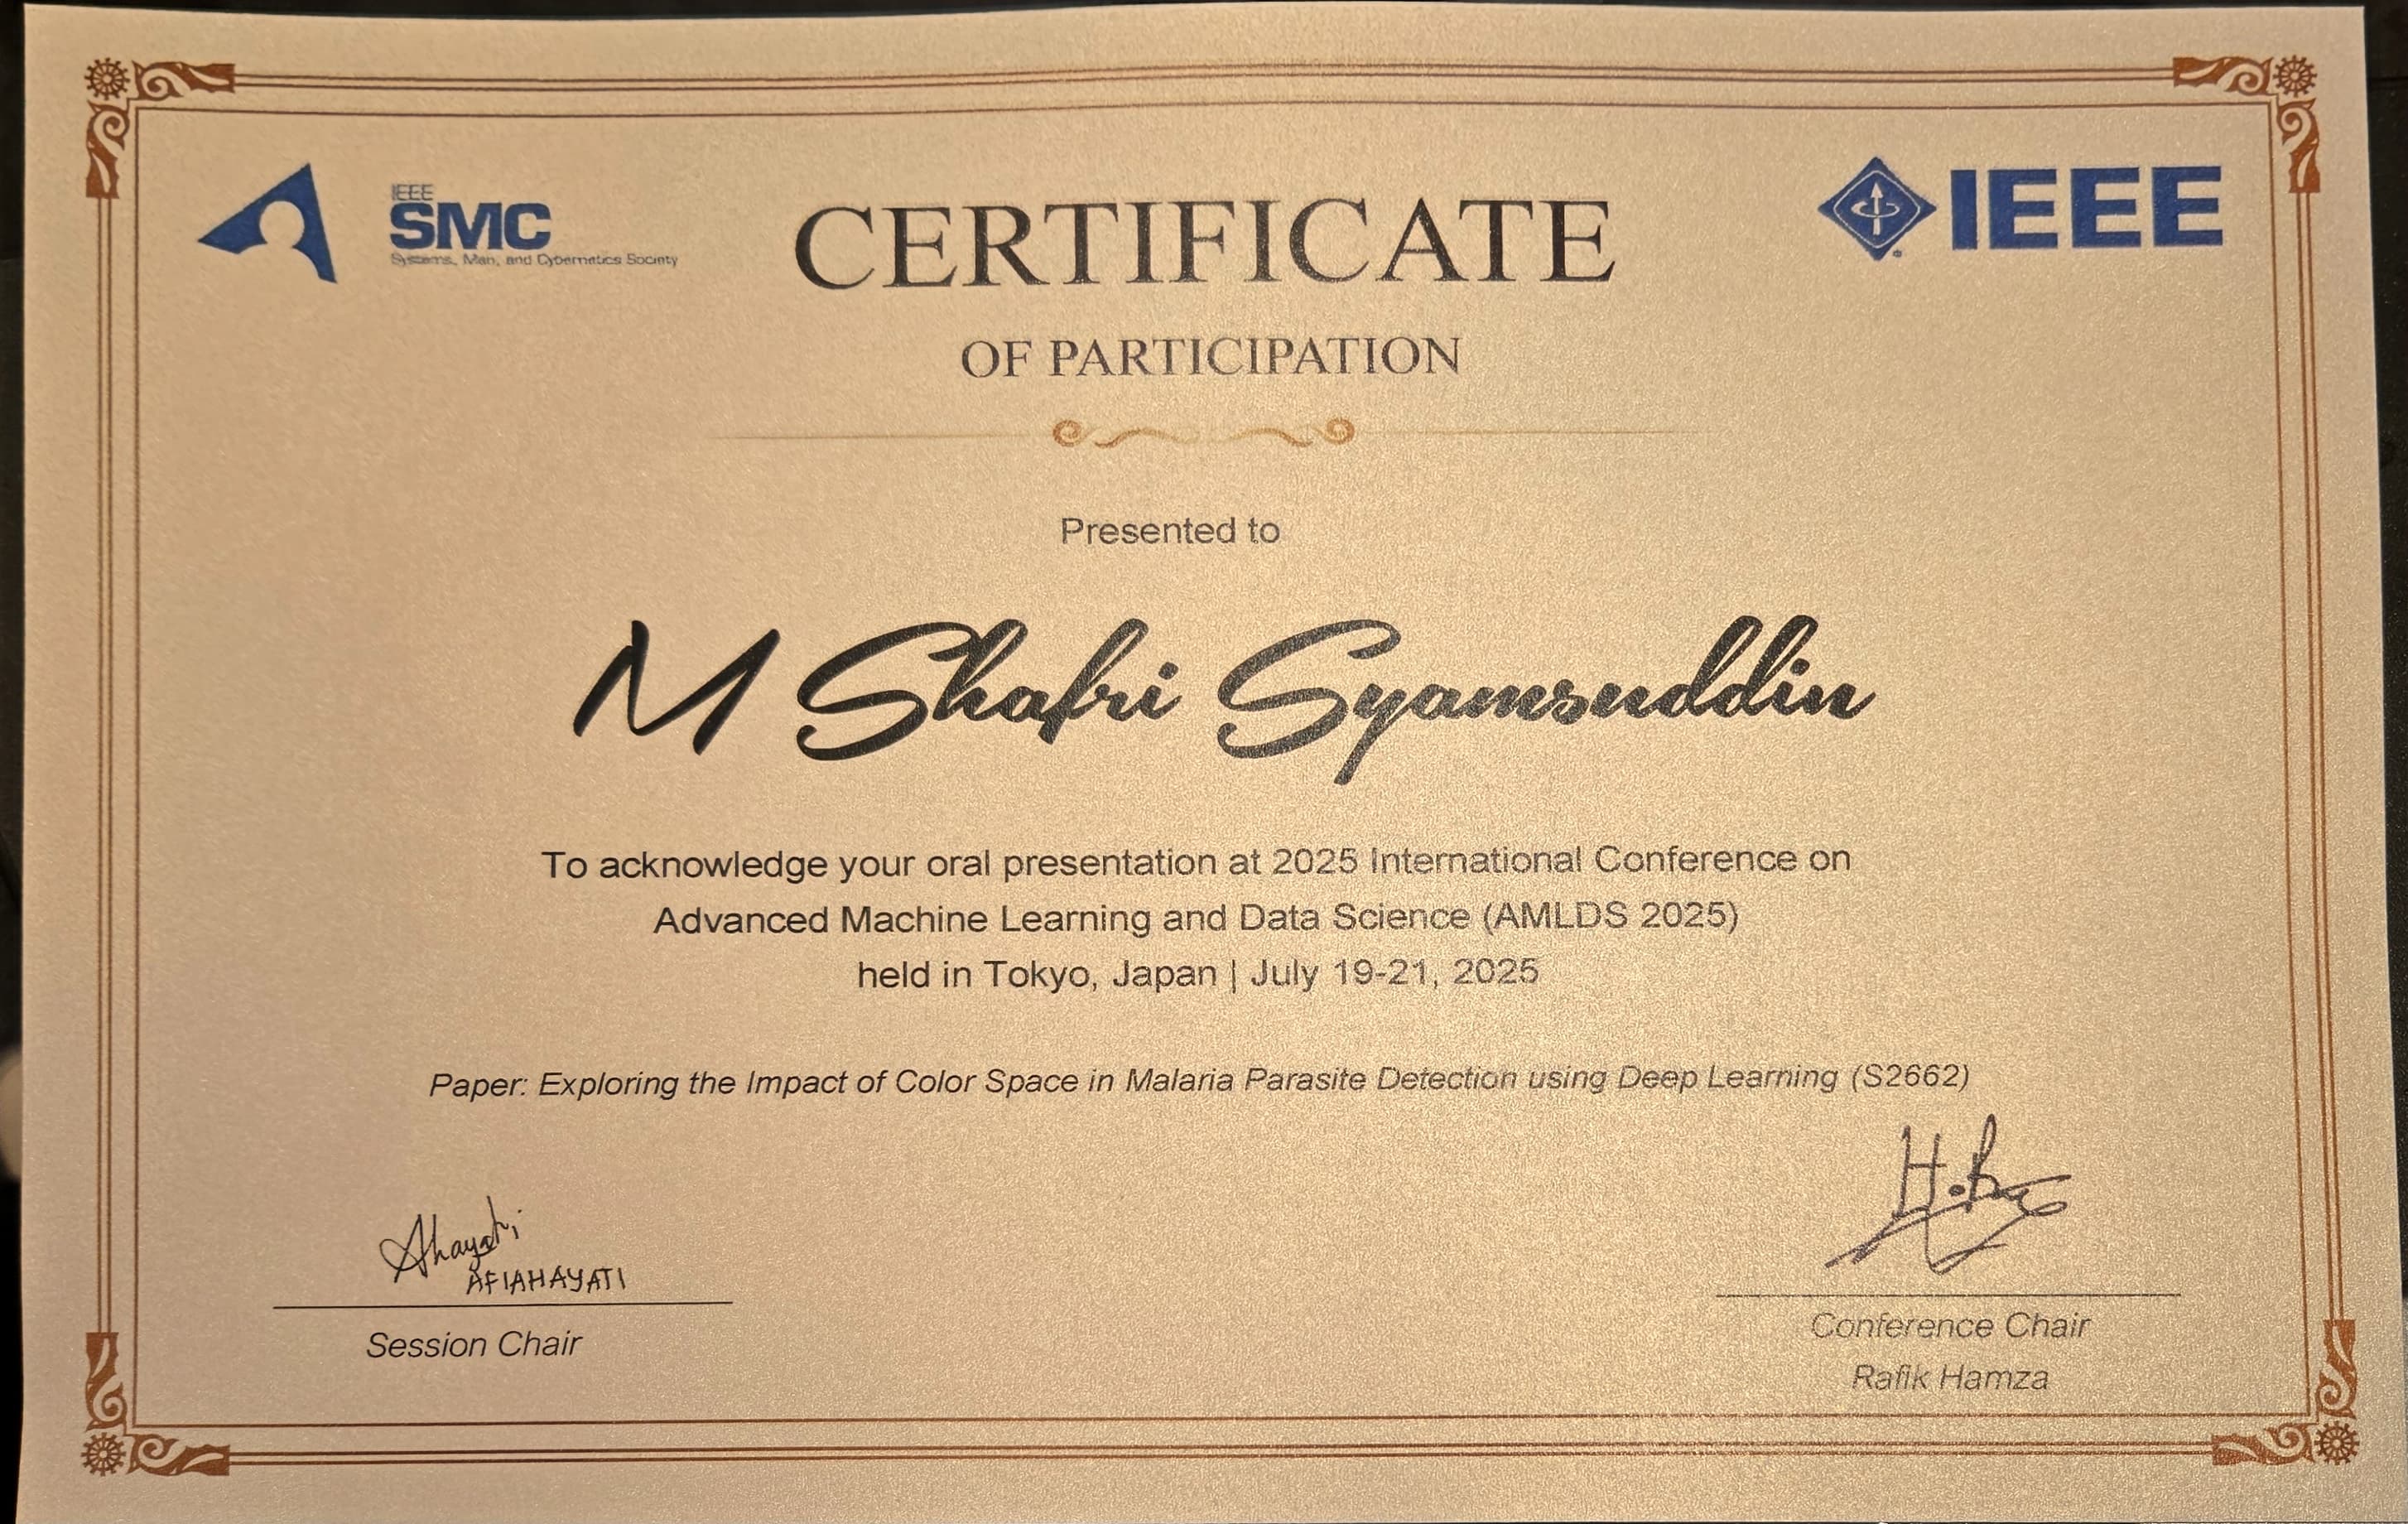 IEEE
SMC
Systems, Man, and Cybernetics Society
IEEE
CERTIFICATE
OF PARTICIPATION
Presented to
M Shafri Syamsuddin
To acknowledge your oral presentation at 2025 International Conference on
Advanced Machine Learning and Data Science (AMLDS 2025)
held in Tokyo, Japan | July 19-21, 2025
Paper: Exploring the Impact of Color Space in Malaria Parasite Detection using Deep Learning (S2662)
Ahayati
AFIAHAYATI
Session Chair
Conference Chair
Rafik Hamza